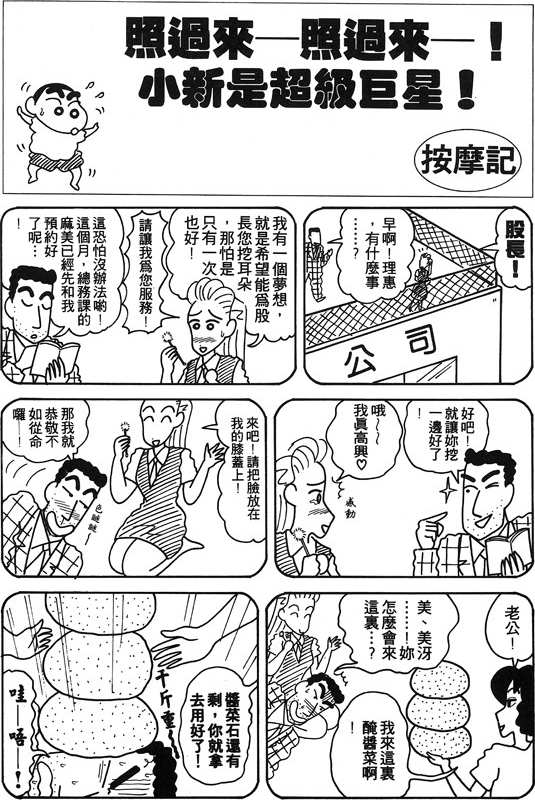 照過來─照過來─！
小新是超級巨星！
按摩記
股長！
早啊！理惠
，有什麼事
……？
公司
我有一個夢想，
就是希望能為股
長您挖耳朵
，那怕是
只有一次
也好！
請讓我為您服務！
這恐怕沒辦法喲！
這個月，總務課的
麻美已經先和我
預約好
了呢…
！
好吧！
就讓妳挖
一邊好了
！
哦～
我真高興♡
感動
來吧！請把臉放在
我的膝蓋上！
那我就
恭敬不
如從命
囉！
色瞇瞇
老公！
美、美冴
……！妳
怎麼會來
這裏…？
我來這裏
醃醬菜啊
！
醬菜石還有
剩，你就拿
去用好了！
千斤重～
哇─唔─！